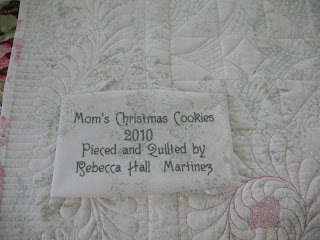 Mom's Christmas Cookies
2010
Pieced and Quilted by
Rebecca Hall Martinez